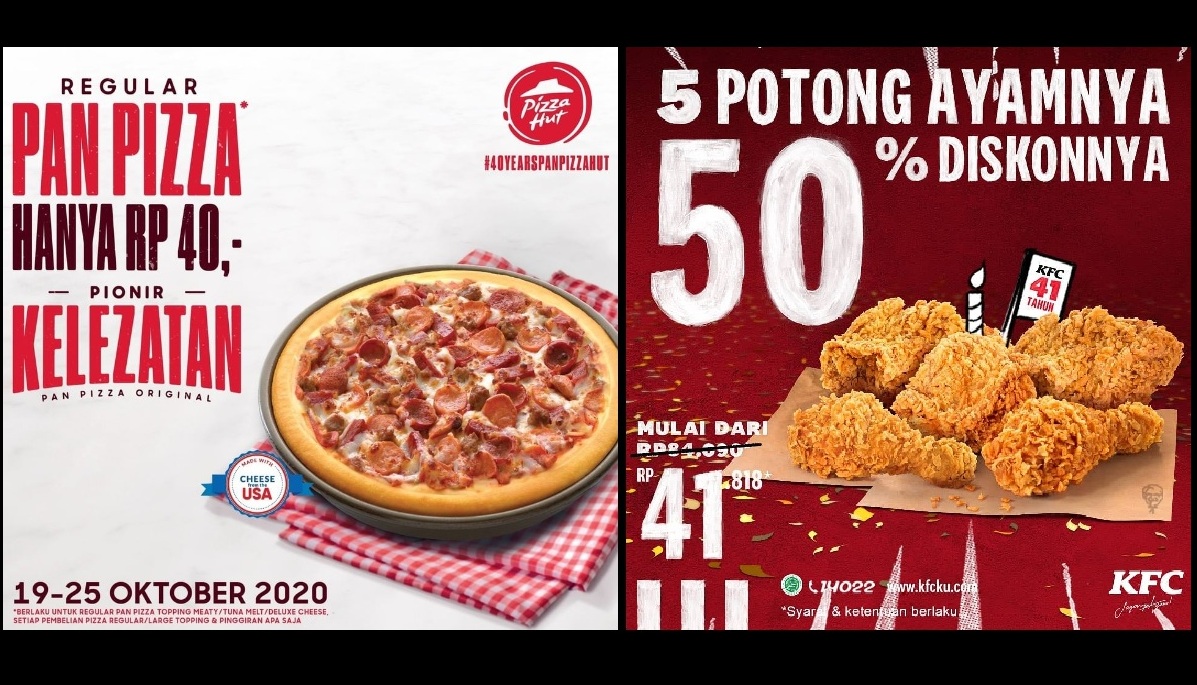 REGULAR
PAN PIZZA*
HANYA RP 40,-
PIONIR
KELEZATAN
PAN PIZZA ORIGINAL
Pizza
Hut
#40YEARSPANPIZZAHUT
MADE WITH
CHEESE
from the
USA
19-25 OKTOBER 2020
*BERLAKU UNTUK REGULAR PAN PIZZA TOPPING MEATY/TUNA MELT/DELUXE CHEESE,
SETIAP PEMBELIAN PIZZA REGULAR/LARGE TOPPING & PINGGIRAN APA SAJA
5 POTONG AYAMNYA
50% DISKONNYA
KFC
41
TAHUN
MULAI DARI
RP84.090
RP 41.818*
14022 www.kfcku.com
*Syarat & ketentuan berlaku
KFC